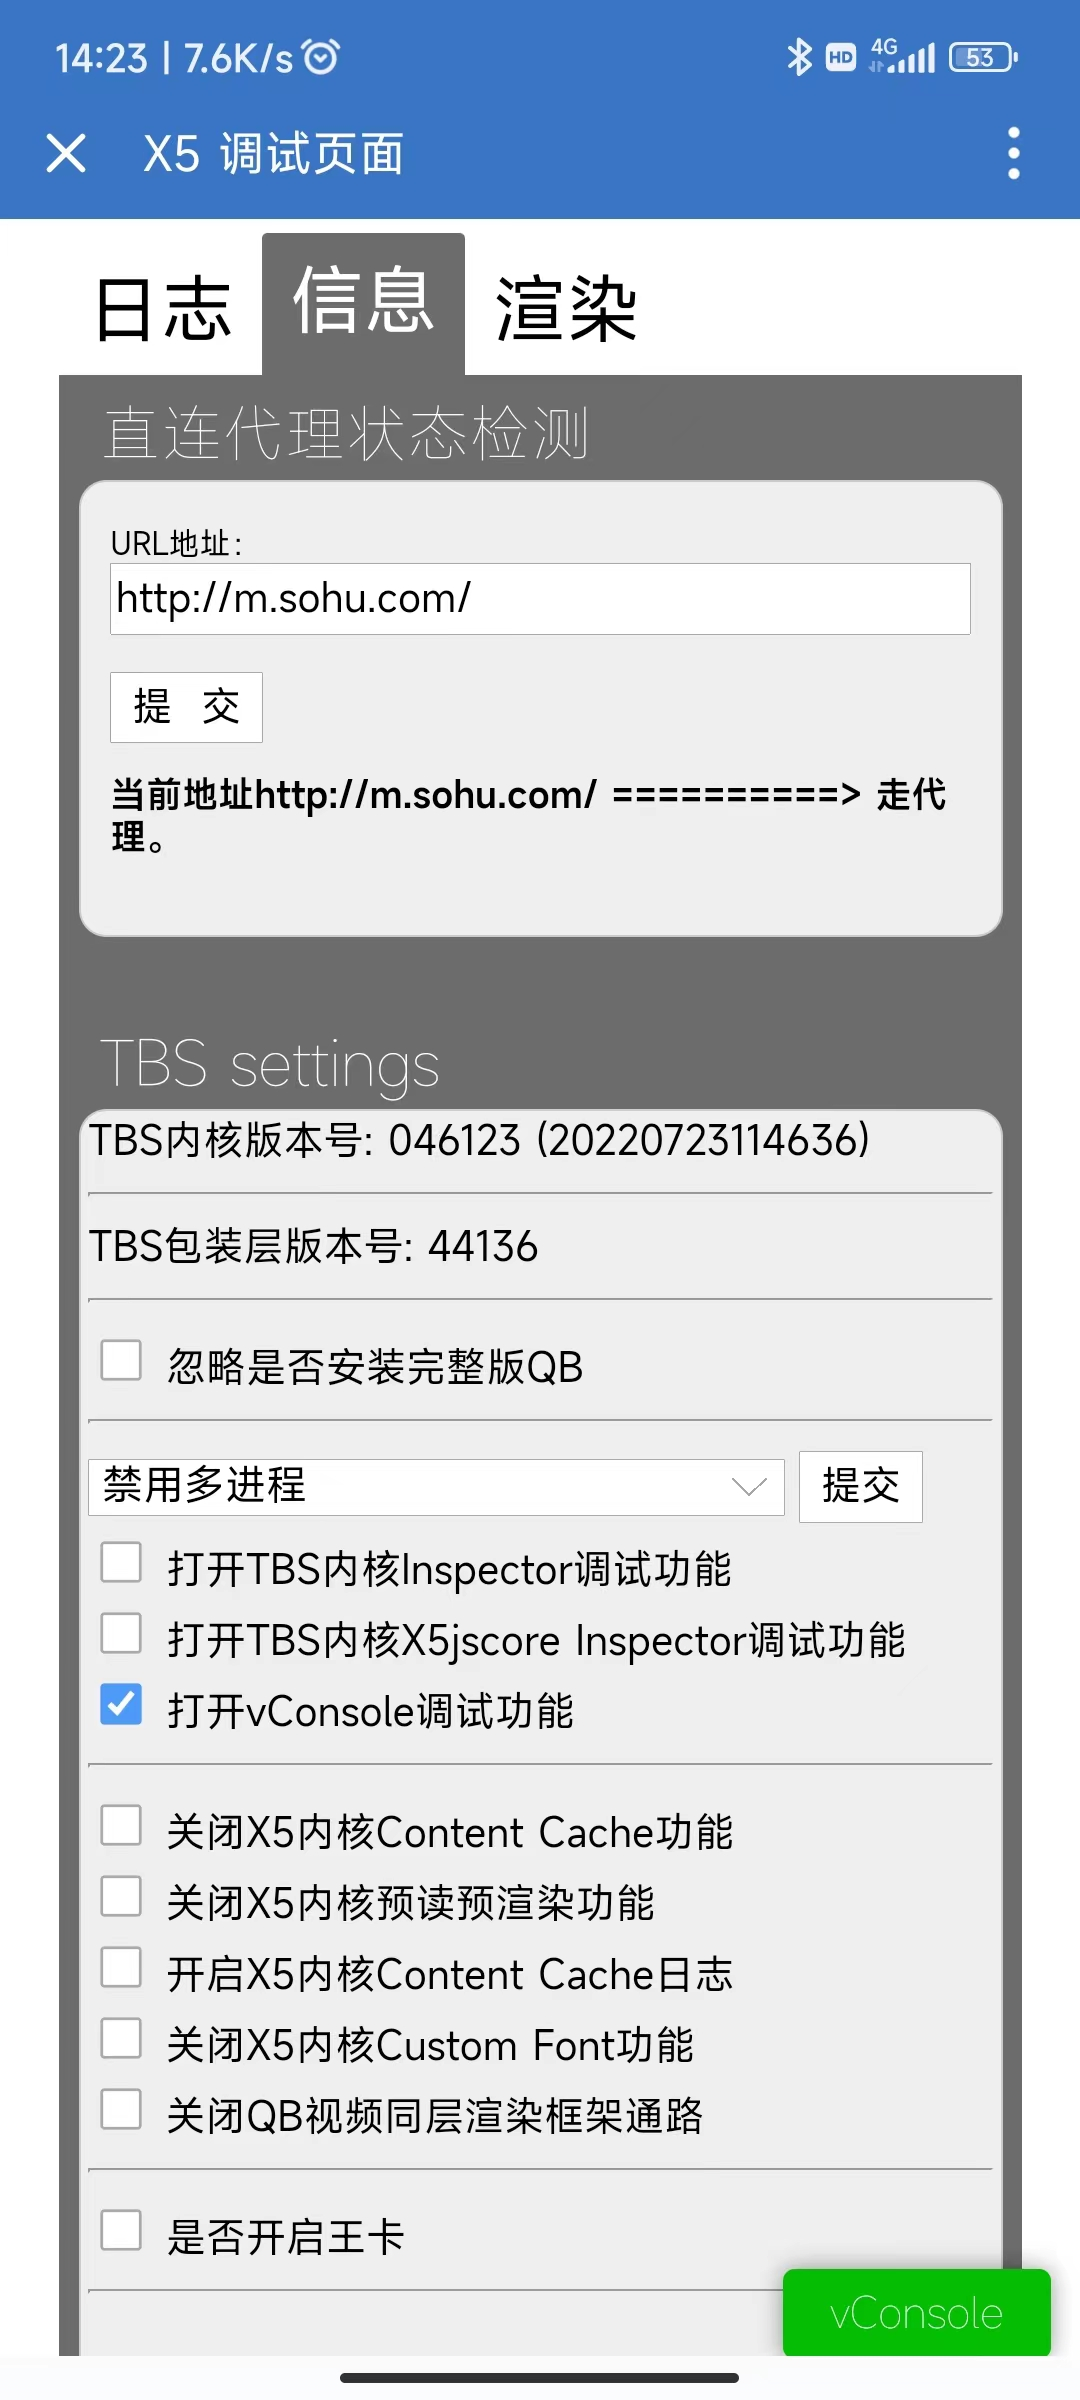 14:23 | 7.6K/s
HD 4G 53
X5 调试页面
日志 信息 渲染
直连代理状态检测
URL地址:
http://m.sohu.com/
提 交
当前地址http://m.sohu.com/ ==========> 走代
理。
TBS settings
TBS内核版本号: 046123 (20220723114636)
TBS包装层版本号: 44136
忽略是否安装完整版QB
禁用多进程 提交
打开TBS内核Inspector调试功能
打开TBS内核X5jscore Inspector调试功能
打开vConsole调试功能
关闭X5内核Content Cache功能
关闭X5内核预读预渲染功能
开启X5内核Content Cache日志
关闭X5内核Custom Font功能
关闭QB视频同层渲染框架通路
是否开启王卡
vConsole